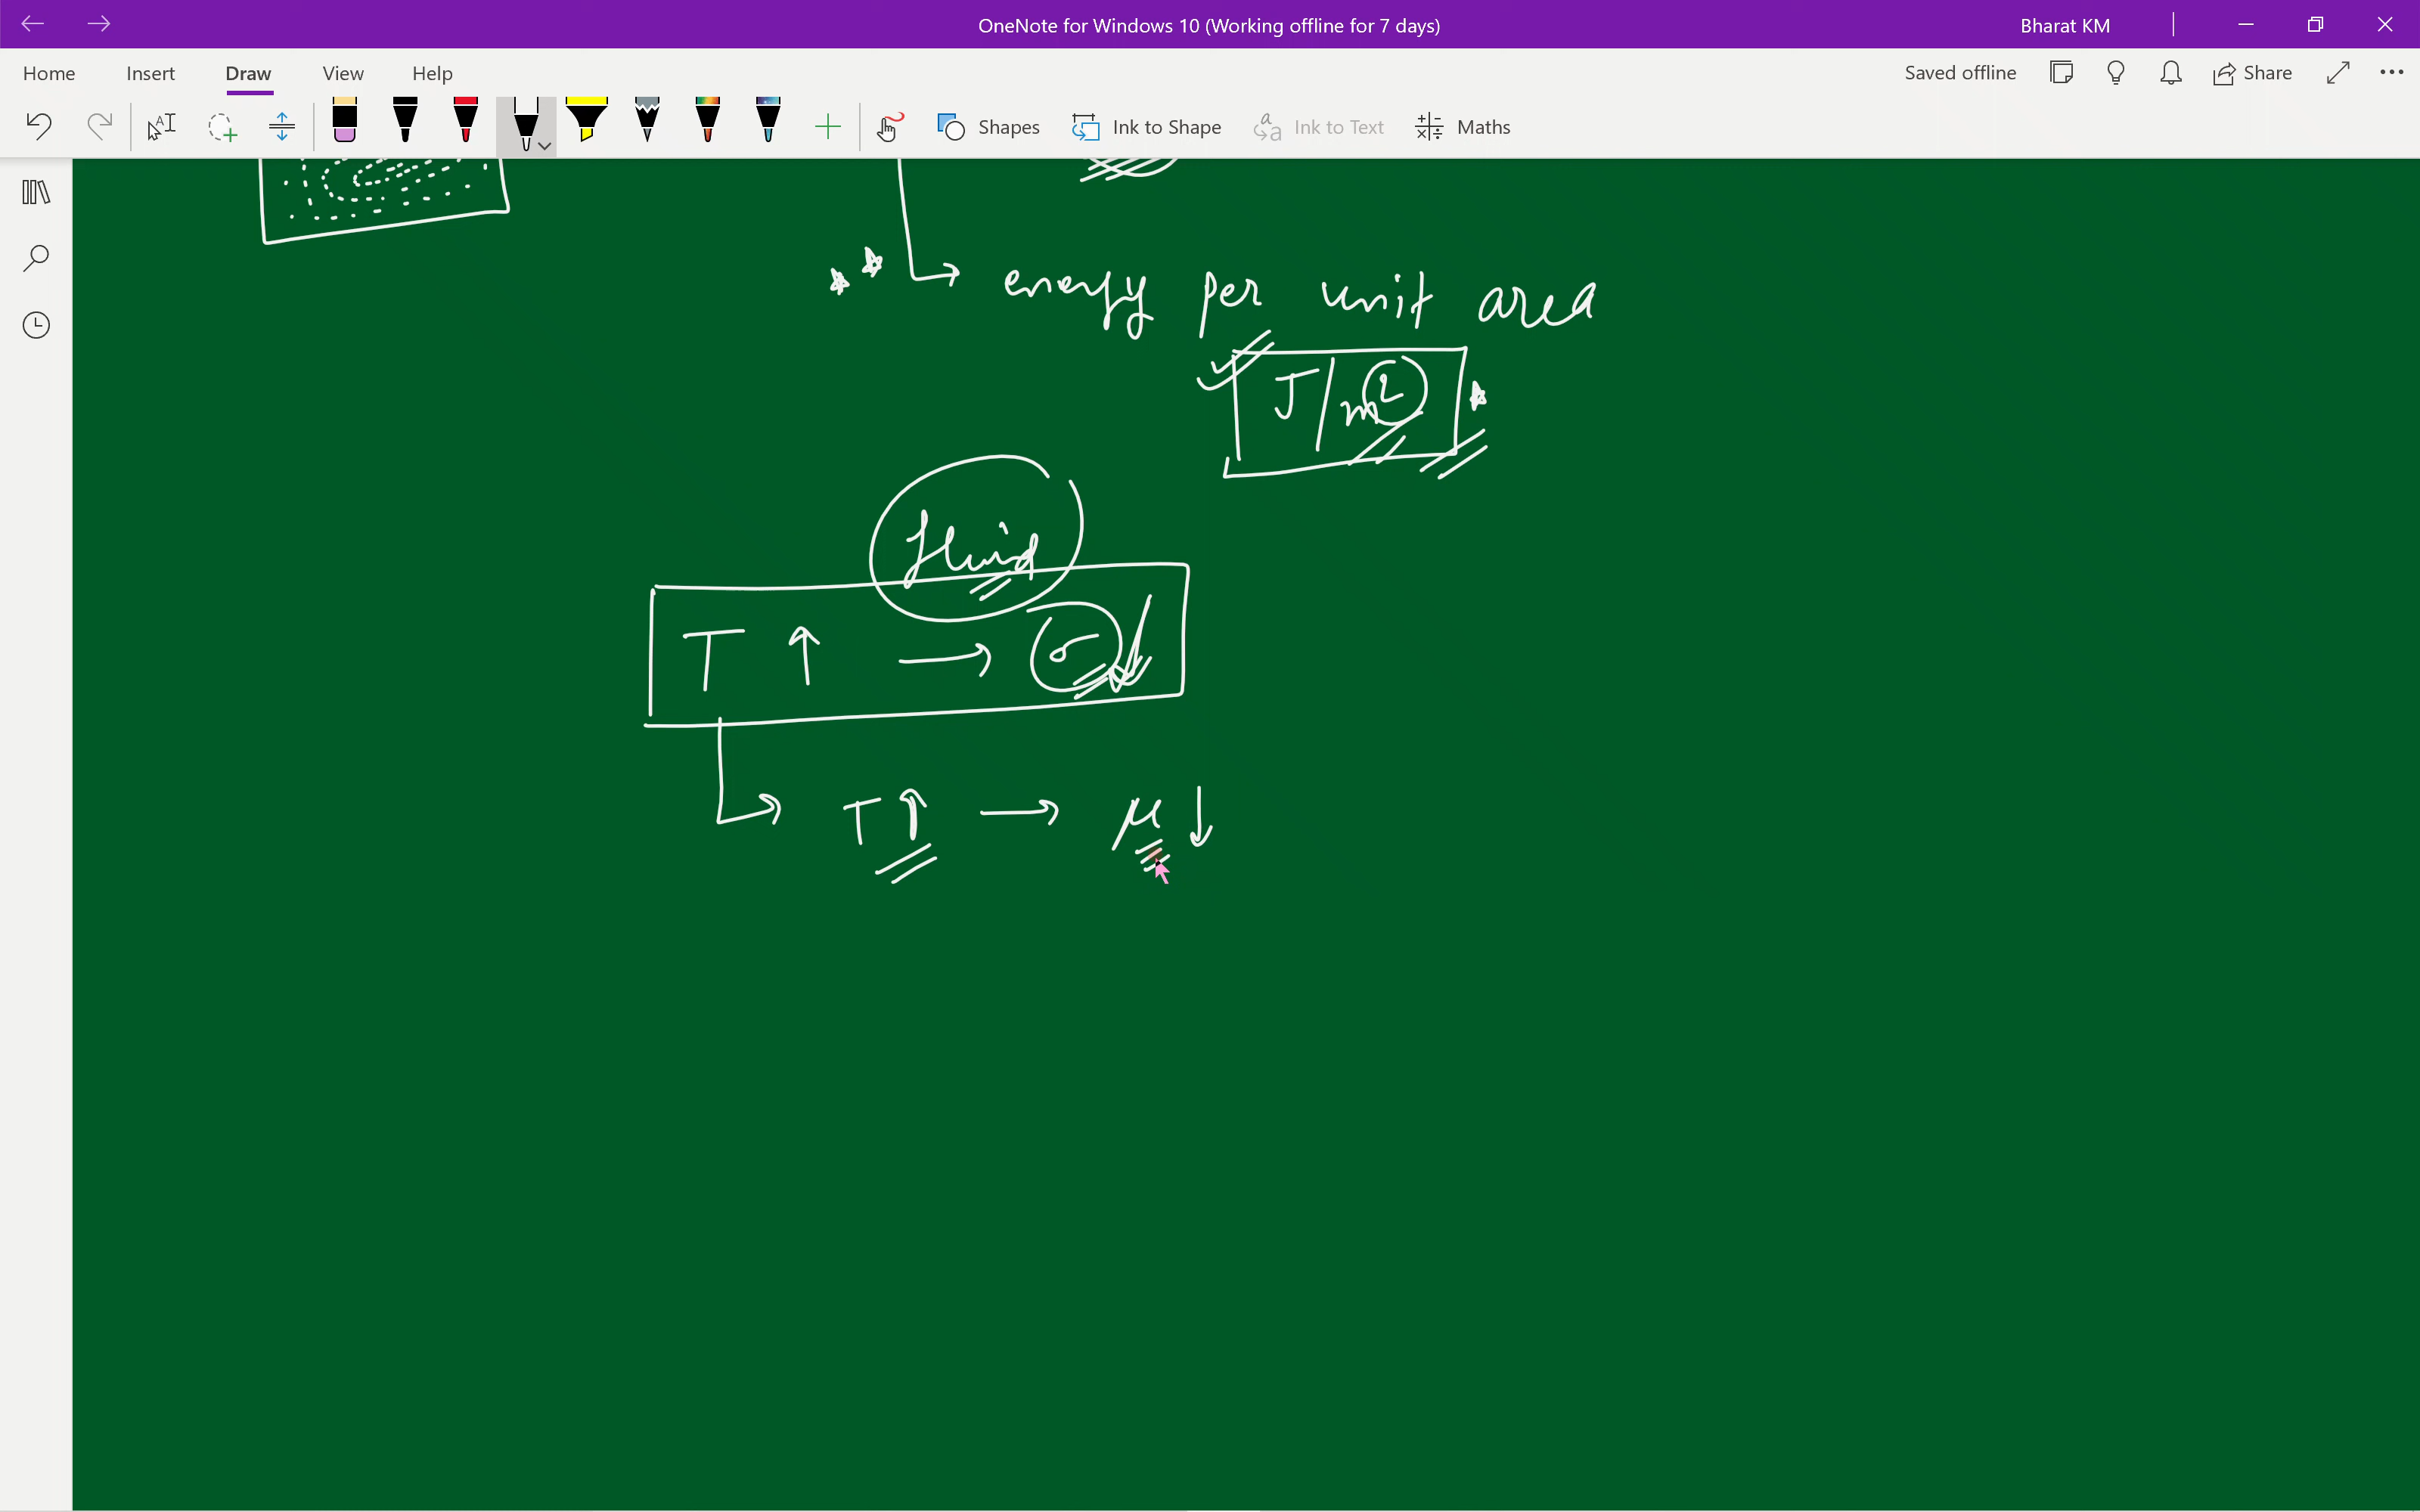 OneNote for Windows 10 (Working offline for 7 days)
Bharat KM
Home Insert Draw View Help
Saved offline
Share
Shapes
Ink to Shape
Ink to Text
Maths
energy per unit area
J/m²
fluid
T ↑ → σ ↓
T ↑ → μ ↓